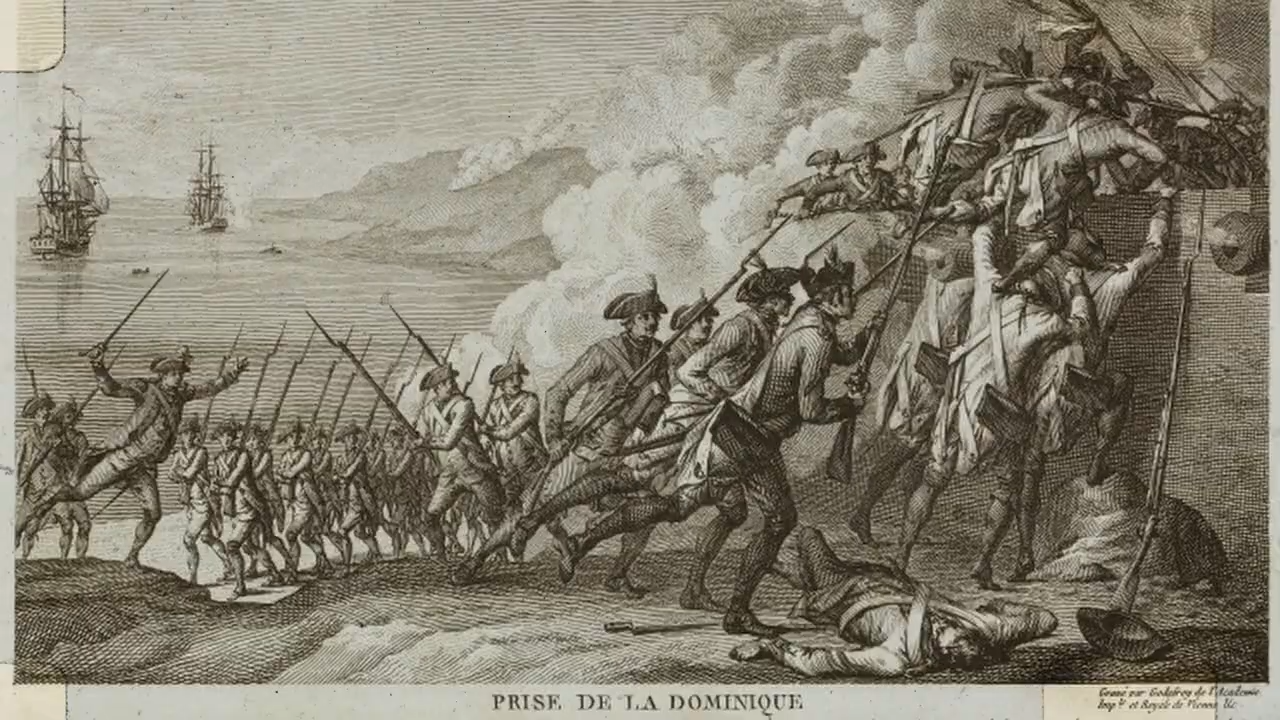 PRISE DE LA DOMINIQUE
Gravé par Godefroy de l'Académie
Imp.le et Royale de Vienne &c.